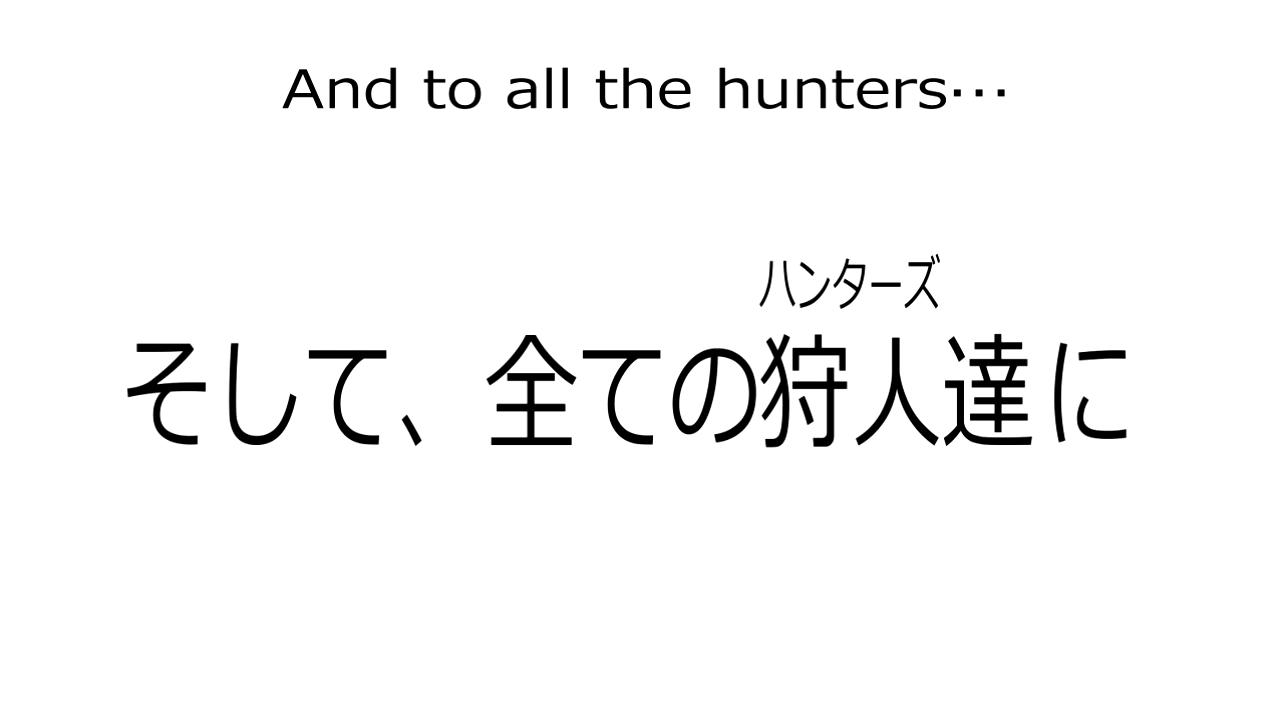 And to all the hunters…
ハンターズ
そして、全ての狩人達に